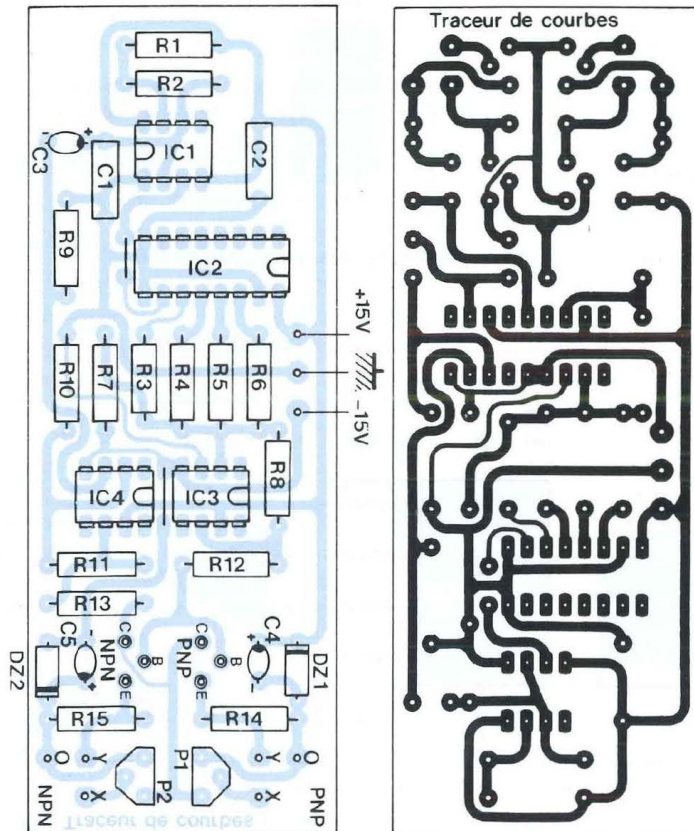 Traceur de courbes
R1
R2
C3
+
-
C1
IC1
C2
R9
IC2
+15V
-15V
R10
R7
R3
R4
R5
R6
R8
IC4
IC3
R11
R12
R13
C5
-
+
C
NPN
B
E
C
PNP
B
E
C4
+
-
DZ2
DZ1
R15
R14
O
Y
X
NPN
P2
P1
Y
O
X
PNP
Traceur de courbes